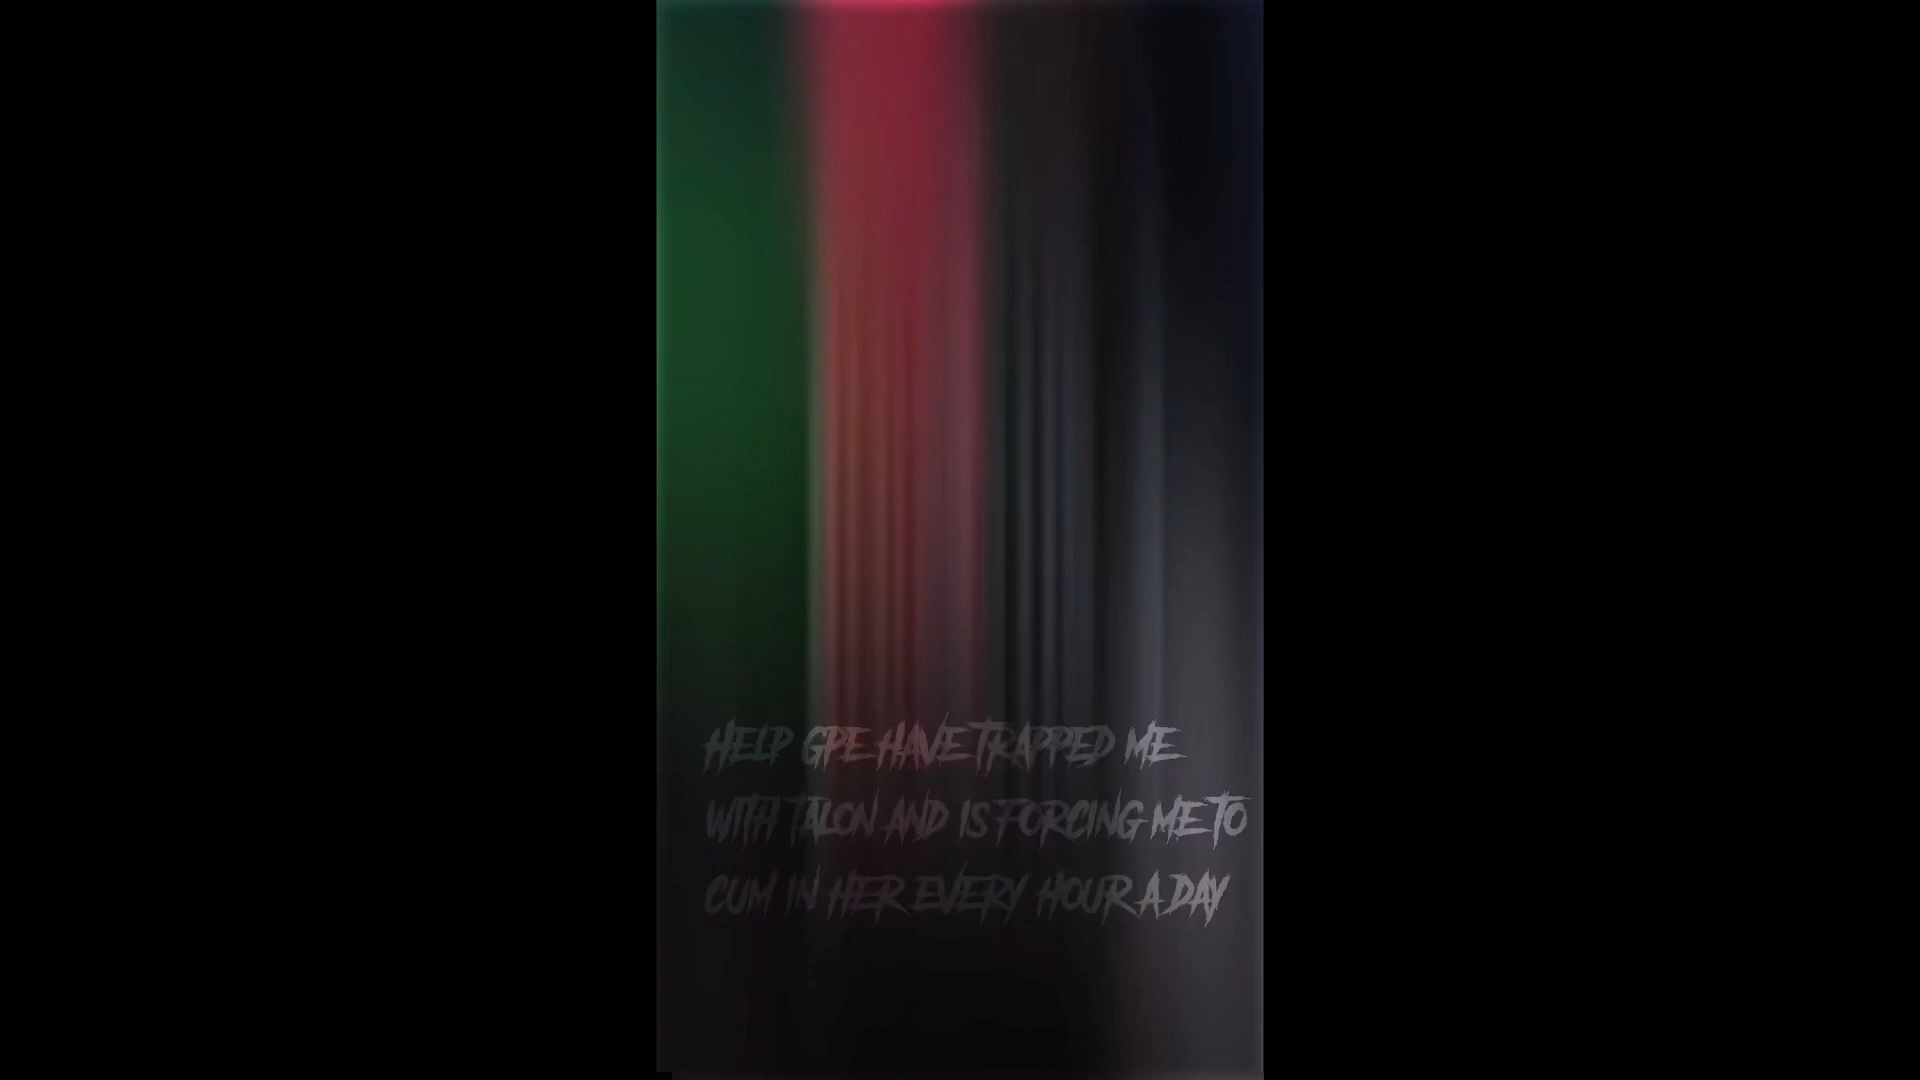 HELP GPE HAVE TRAPPED ME
WITH TALON AND IS FORCING ME TO
CUM IN HER EVERY HOUR A DAY